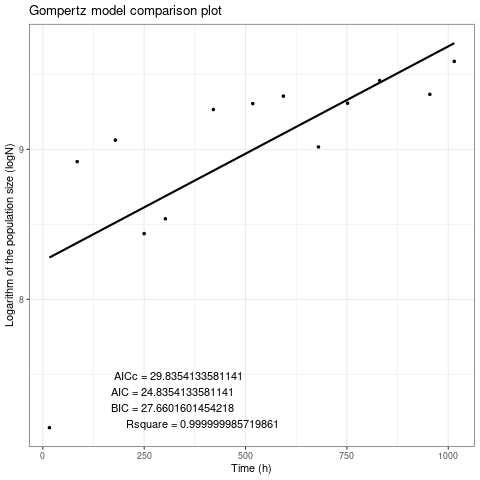 Gompertz model comparison plot
Logarithm of the population size (logN)
9
8
AICc = 29.8354133581141
AIC = 24.8354133581141
BIC = 27.6601601454218
Rsquare = 0.999999985719861
0 250 500 750 1000
Time (h)